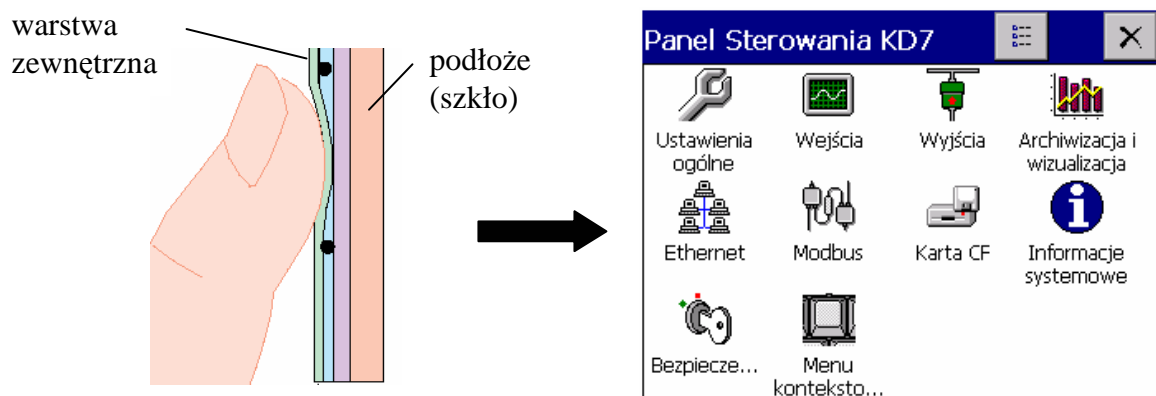 warstwa
zewnętrzna
podłoże
(szkło)
Panel Sterowania KD7
Ustawienia
ogólne
Wejścia
Wyjścia
Archiwizacja i
wizualizacja
Ethernet
Modbus
Karta CF
Informacje
systemowe
Bezpiecze...
Menu
konteksto...